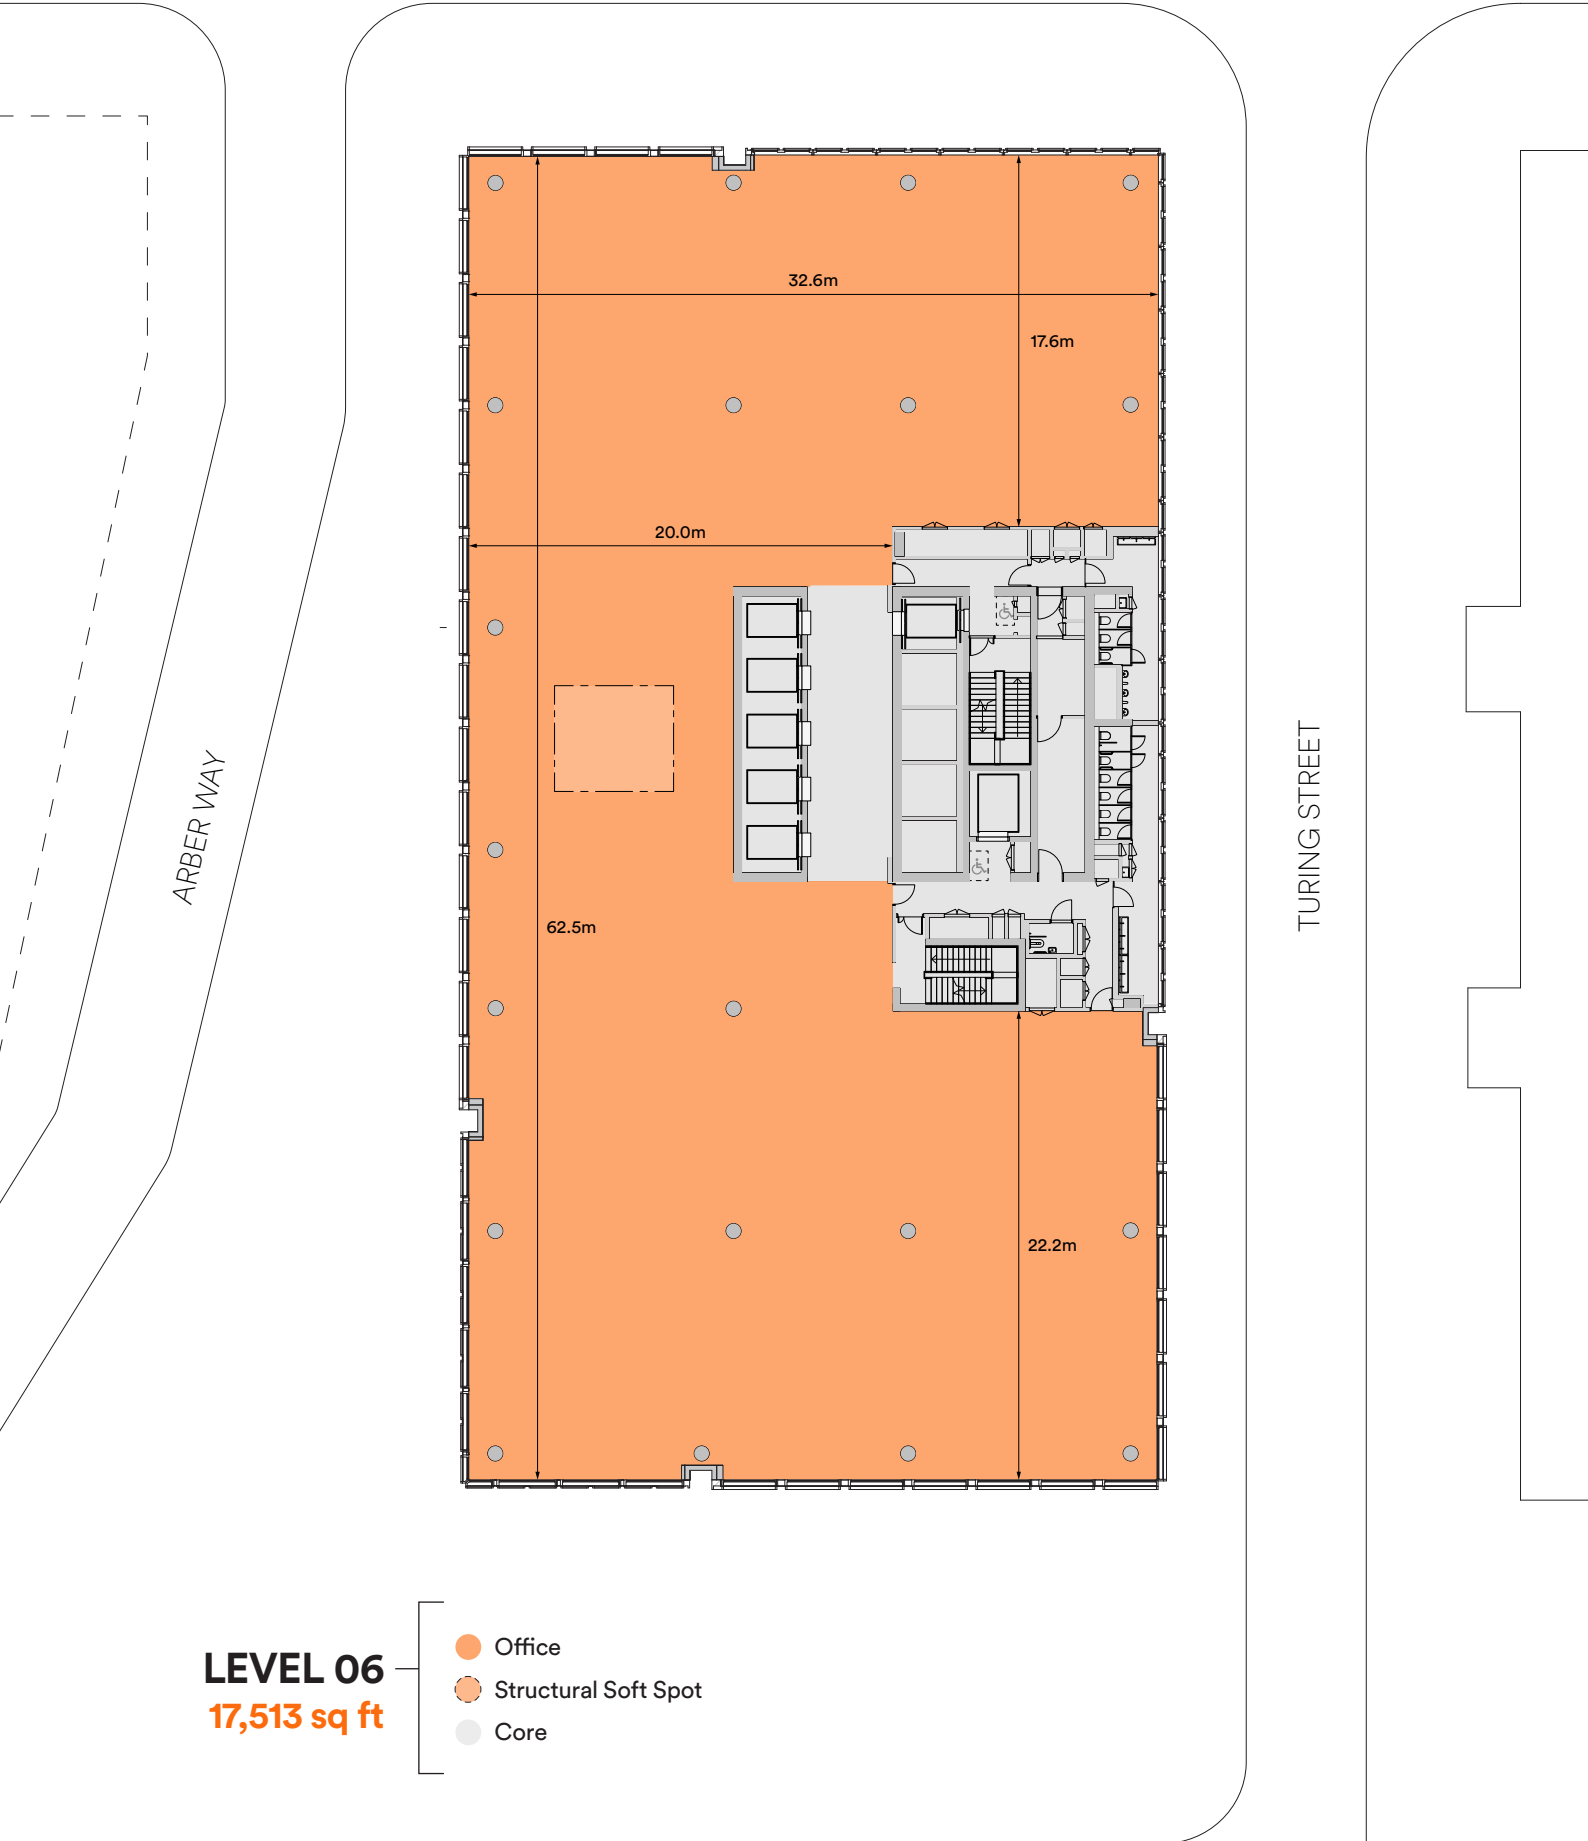 32.6m
17.6m
20.0m
ARBER WAY
TURING STREET
62.5m
22.2m
LEVEL 06
17,513 sq ft
Office
Structural Soft Spot
Core